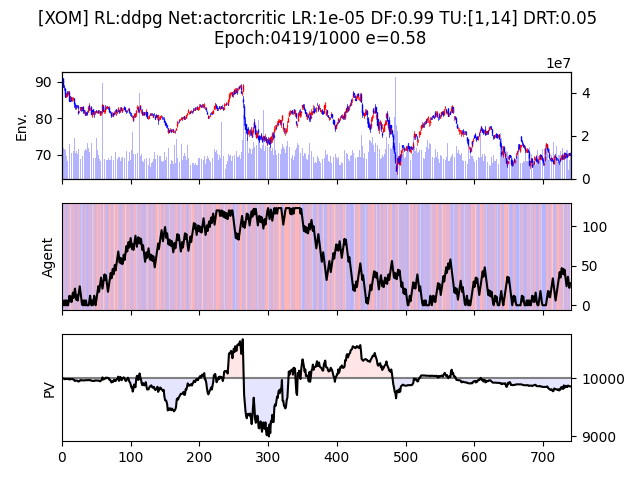 [XOM] RL:ddpg Net:actorcritic LR:1e-05 DF:0.99 TU:[1,14] DRT:0.05
Epoch:0419/1000 e=0.58
1e7
Env.
90
80
70
4
2
0
Agent
100
50
0
PV
10000
9000
0 100 200 300 400 500 600 700